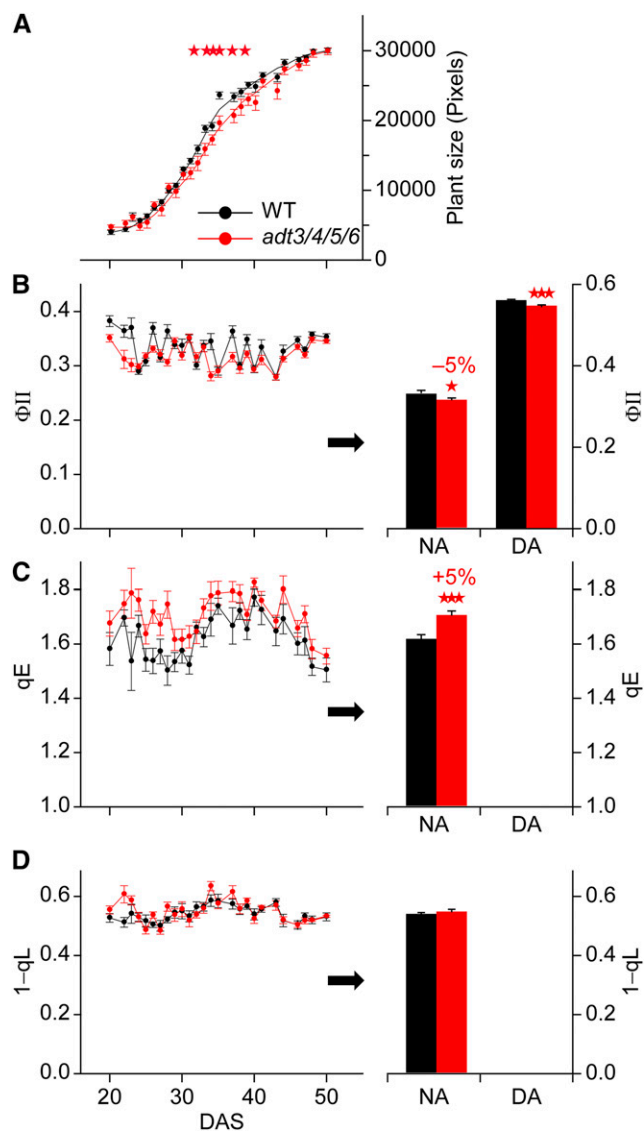 A
★★★★★★
30000
20000
10000
0
Plant size (Pixels)
WT
adt3/4/5/6
B
0.4
0.3
0.2
0.1
0.0
ΦII
–5%
★
★★★
NA
DA
0.6
0.4
0.2
0.0
ΦII
C
1.8
1.6
1.4
1.2
1.0
qE
+5%
★★★
NA
DA
1.8
1.6
1.4
1.2
1.0
qE
D
0.6
0.4
0.2
0.0
1–qL
20
30
40
50
DAS
NA
DA
0.6
0.4
0.2
0.0
1–qL